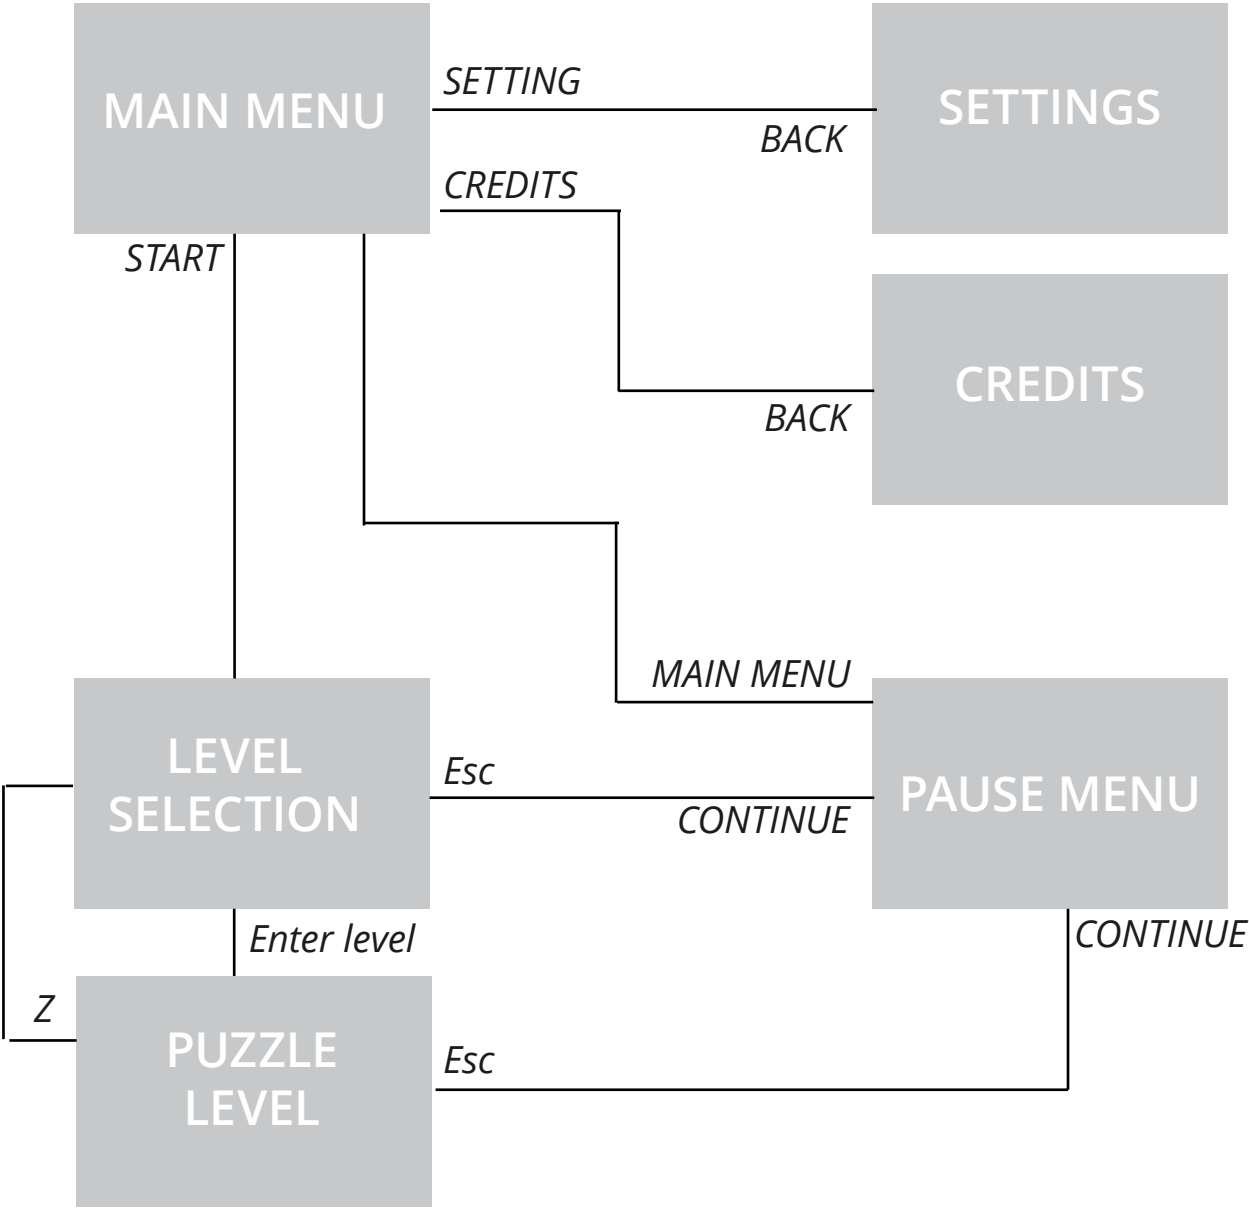 MAIN MENU
SETTING
SETTINGS
BACK
CREDITS
START
CREDITS
BACK
MAIN MENU
LEVEL
SELECTION
Esc
PAUSE MENU
CONTINUE
Enter level
CONTINUE
Z
PUZZLE
LEVEL
Esc